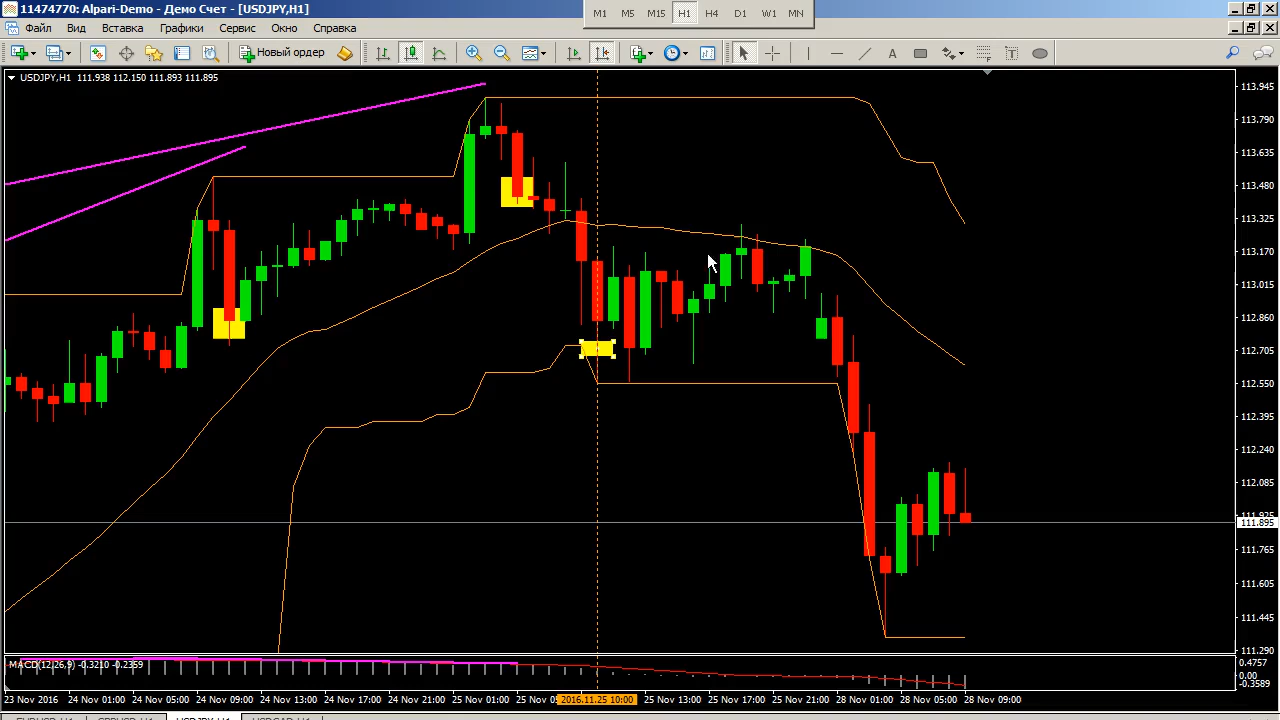 11474770: Alpari-Demo - Демо Счет - [USDJPY,H1]
M1 M5 M15 H1 D1 W1 MN
Файл Вид Вставка Графики Сервис Окно Справка
Новый ордер A T
USDJPY,H1 111.938 112.150 111.893 111.895
113.945
113.790
113.635
113.480
113.325
113.170
113.015
112.860
112.705
112.550
112.395
112.240
112.085
111.925
111.895
111.765
111.605
111.445
111.290
MACD(12,26,9) -0.3210 -0.2359
0.4757
0.00
-0.3589
23 Nov 2016 24 Nov 01:00 24 Nov 05:00 24 Nov 09:00 24 Nov 13:00 24 Nov 17:00 24 Nov 21:00 25 Nov 01:00 25 Nov 2016.11.25 10:00 25 Nov 13:00 25 Nov 17:00 25 Nov 21:00 28 Nov 01:00 28 Nov 05:00 28 Nov 09:00
USDJPY,H1